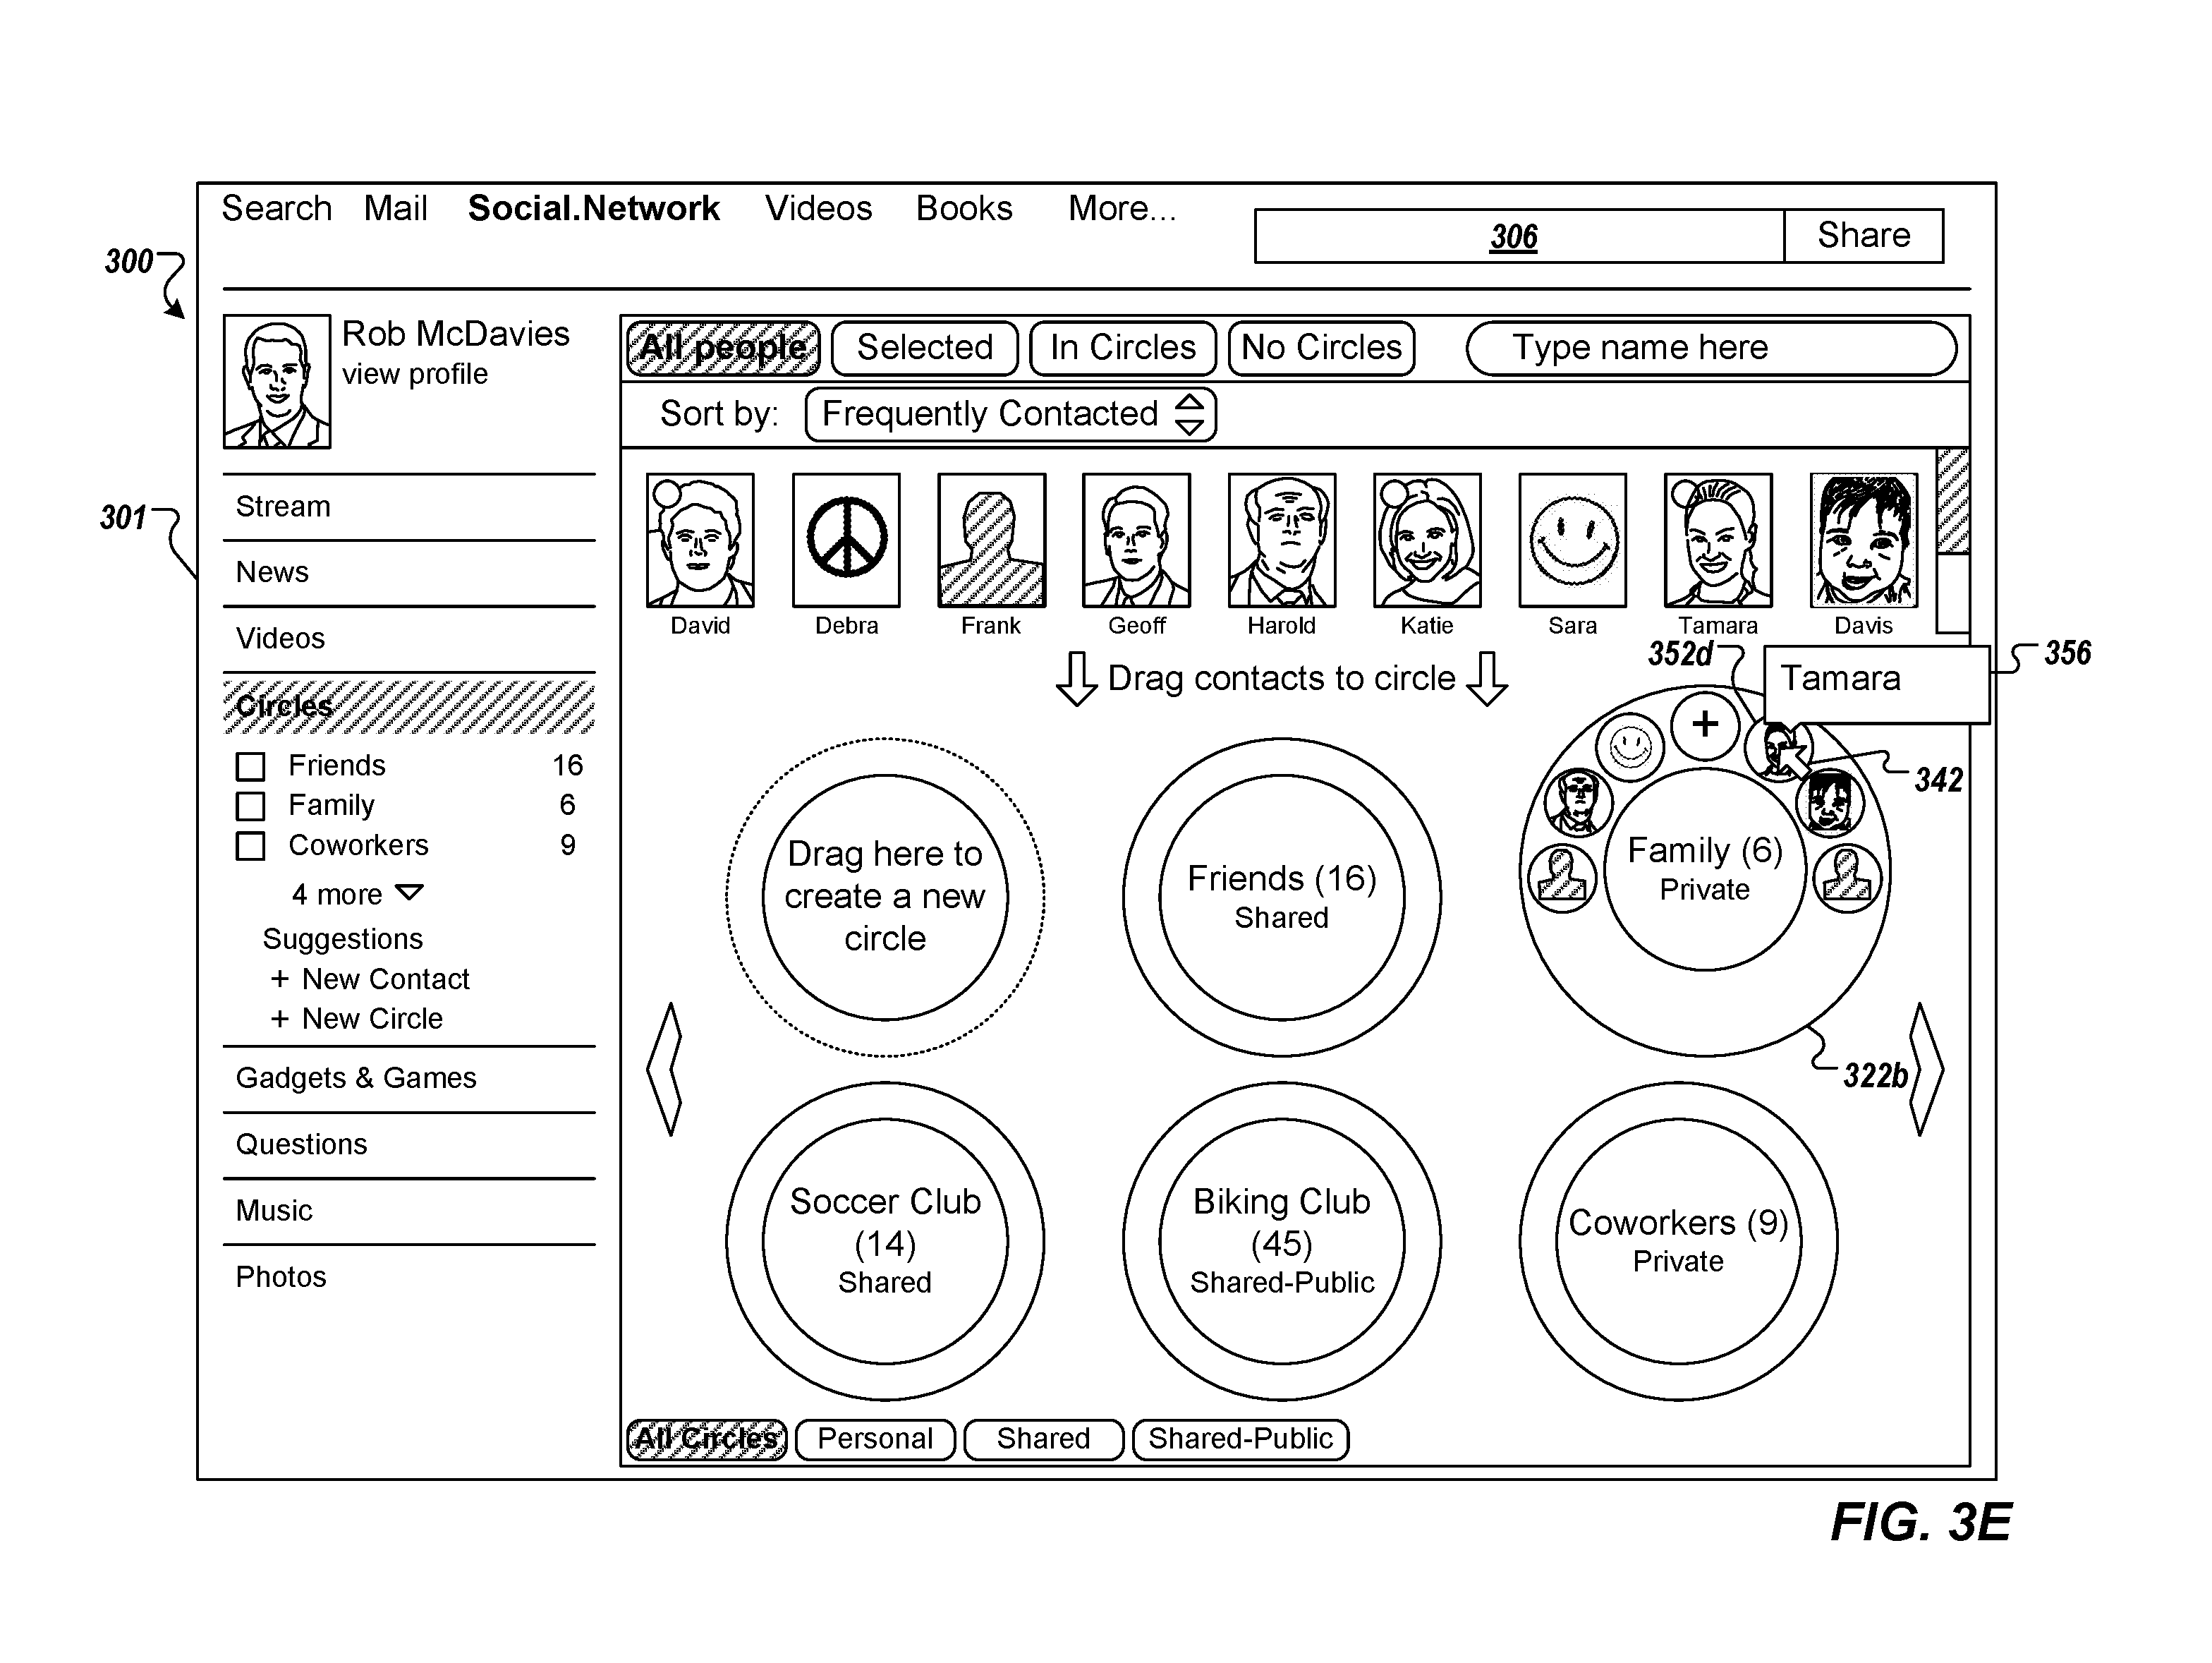 Search Mail Social.Network Videos Books More...
306 Share
300
Rob McDavies
view profile
All people Selected In Circles No Circles Type name here
Sort by: Frequently Contacted
301
Stream
News
Videos
Circles
Friends 16
Family 6
Coworkers 9
4 more
Suggestions
+ New Contact
+ New Circle
Gadgets & Games
Questions
Music
Photos
David Debra Frank Geoff Harold Katie Sara Tamara Davis
Drag contacts to circle
352d
Tamara
356
+
342
Drag here to
create a new
circle
Friends (16)
Shared
Family (6)
Private
322b
Soccer Club
(14)
Shared
Biking Club
(45)
Shared-Public
Coworkers (9)
Private
All Circles Personal Shared Shared-Public
FIG. 3E